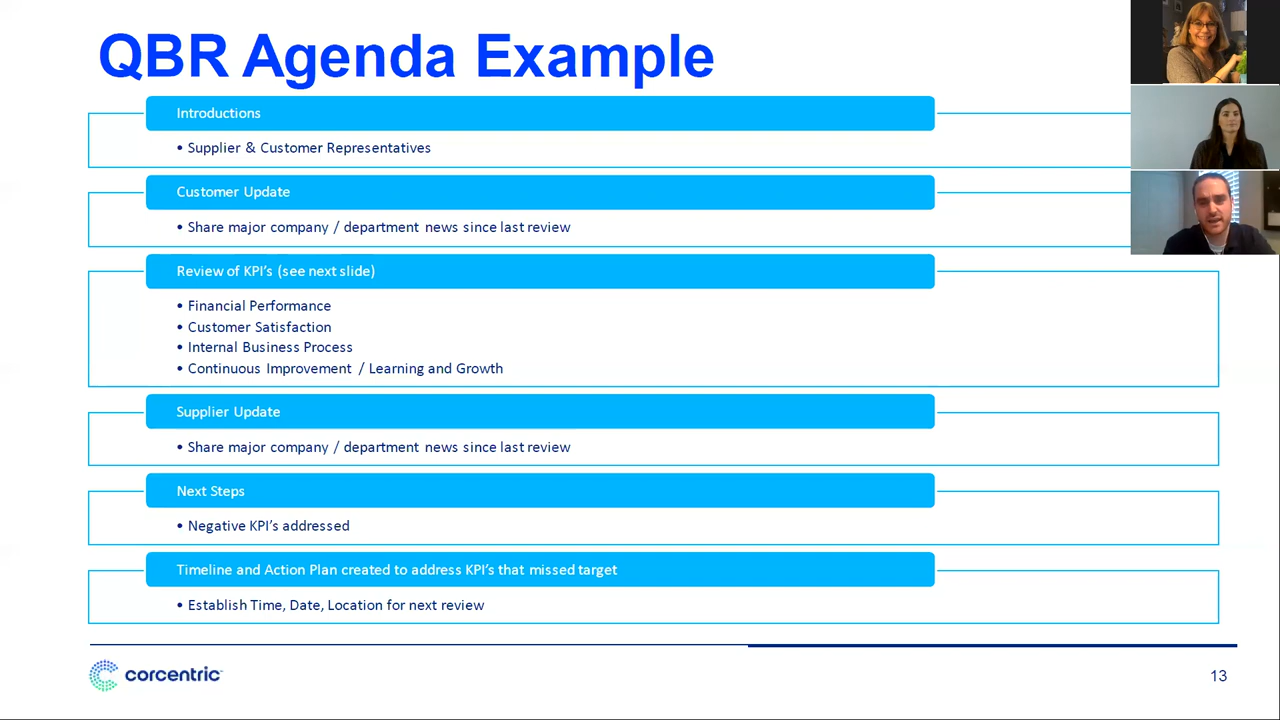 QBR Agenda Example
Introductions
• Supplier & Customer Representatives
Customer Update
• Share major company / department news since last review
Review of KPI's (see next slide)
• Financial Performance
• Customer Satisfaction
• Internal Business Process
• Continuous Improvement / Learning and Growth
Supplier Update
• Share major company / department news since last review
Next Steps
• Negative KPI's addressed
Timeline and Action Plan created to address KPI's that missed target
• Establish Time, Date, Location for next review
corcentric
13